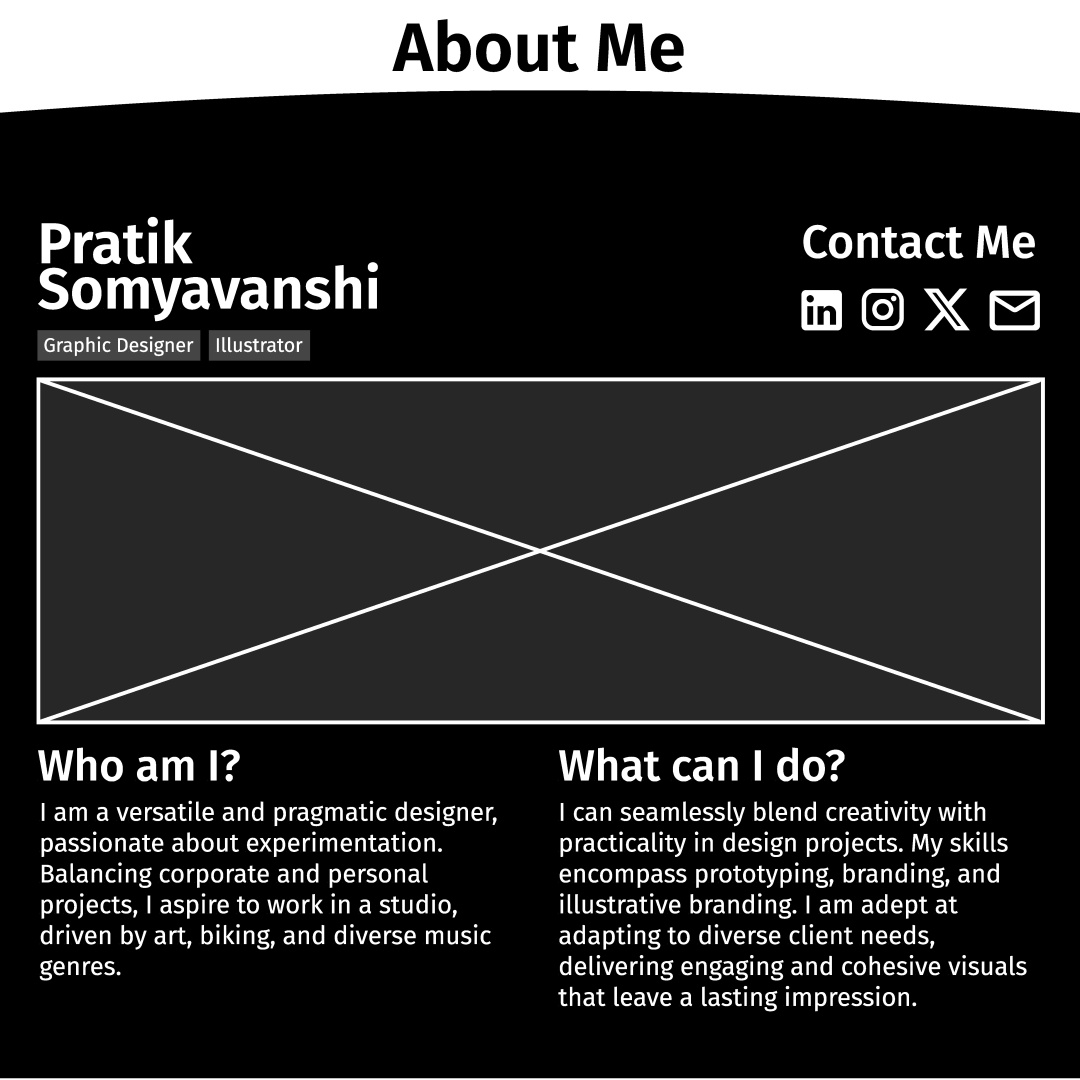 About Me
Pratik
Somyavanshi
Contact Me
Graphic Designer
Illustrator
Who am I?
I am a versatile and pragmatic designer,
passionate about experimentation.
Balancing corporate and personal
projects, I aspire to work in a studio,
driven by art, biking, and diverse music
genres.
What can I do?
I can seamlessly blend creativity with
practicality in design projects. My skills
encompass prototyping, branding, and
illustrative branding. I am adept at
adapting to diverse client needs,
delivering engaging and cohesive visuals
that leave a lasting impression.